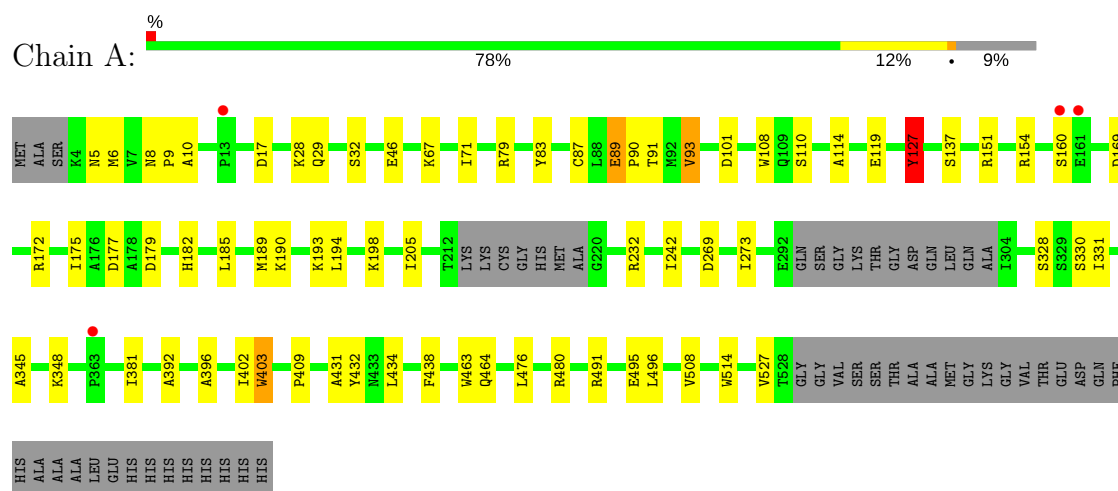 %
Chain A:
78% 12% • 9%
MET ALA SER K4 N5 M6 V7 N8 P9 A10 P13 D17 K28 Q29 S32 E46 K67 I71 R79 Y83 C87 L88 E89 P90 T91 M92 V93 D101 W108 Q109 S110 A114 E119 Y127 S137 R151 R154 S160 E161 D169
R172 I175 A176 D177 A178 D179 H182 L185 M189 K190 K193 L194 K198 I205 T212 LYS LYS CYS GLY HIS MET ALA G220 R232 I242 D269 I273 E292 GLN SER GLY LYS THR GLY ASP GLN LEU GLN ALA I304 S328 S329 S330 I331
A345 K348 P363 I381 A392 A396 I402 W403 P409 A431 Y432 N433 L434 F438 W463 Q464 L476 R480 R491 E495 L496 V508 W514 V527 T528 GLY GLY VAL SER SER THR ALA ALA MET GLY LYS GLY VAL THR GLU ASP GLN PHE
HIS ALA ALA ALA LEU GLU HIS HIS HIS HIS HIS HIS HIS HIS